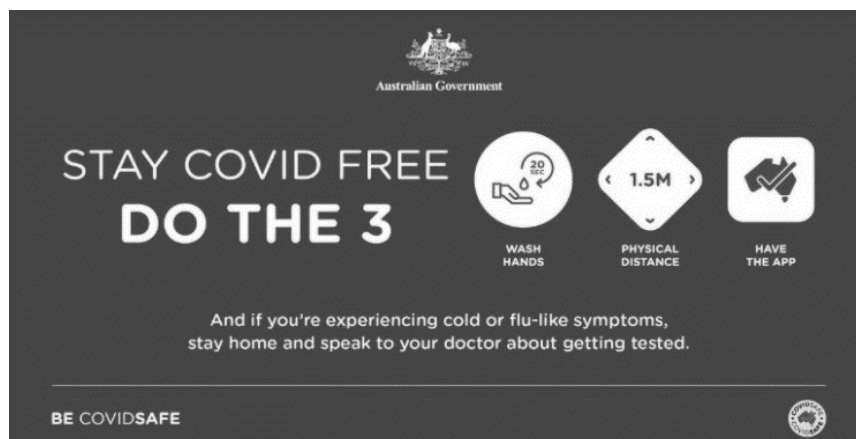 Australian Government
STAY COVID FREE
DO THE 3
20
SEC
1.5M
WASH
HANDS
PHYSICAL
DISTANCE
HAVE
THE APP
And if you're experiencing cold or flu-like symptoms,
stay home and speak to your doctor about getting tested.
BE COVIDSAFE
COVIDSAFE
COVIDSAFE